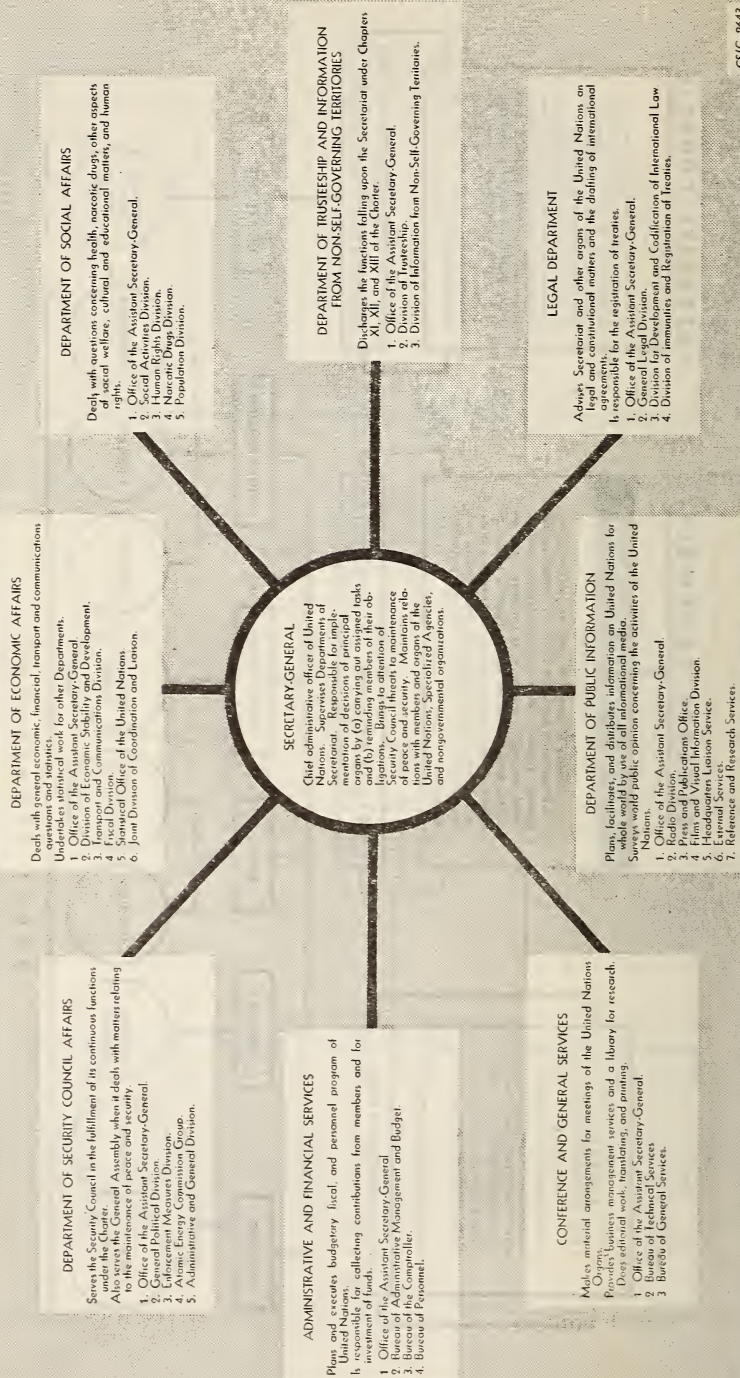 DEPARTMENT OF SECURITY COUNCIL AFFAIRS
Serves the Security Council in the fulfillment of its continuous functions
under the Charter.
Also serves the General Assembly when it deals with matters relating
to the maintenance of peace and security.
1. Office of the Assistant Secretary-General.
2. General Political Division.
3. Enforcement Measures Division.
4. Atomic Energy Commission Group.
5. Administrative and General Division.
DEPARTMENT OF ECONOMIC AFFAIRS
Deals with general economic, financial, transport and communications
questions and statistics.
Undertakes statistical work for other Departments.
1 Office of the Assistant Secretary-General.
2. Division of Economic Stability and Development.
3. Transport and Communications Division.
4 Fiscal Division.
5 Statistical Office of the United Nations
6. Joint Division of Coordination and Liaison.
DEPARTMENT OF SOCIAL AFFAIRS
Deals with questions concerning health, narcotic drugs, other aspects
of social welfare, cultural and educational matters, and human
rights.
1. Office of the Assistant Secretary-General.
2. Social Activities Division.
3. Human Rights Division.
4 Narcotic Drugs Division.
5. Population Division.
ADMINISTRATIVE AND FINANCIAL SERVICES
Plans and executes budgetary fiscal, and personnel program of
United Nations.
Is responsible for collecting contributions from members and for
investment of funds.
1 Office of the Assistant Secretary-General
2. Bureau of Administrative Management and Budget.
3. Bureau of the Comptroller.
4. Bureau of Personnel.
SECRETARY-GENERAL
Chief administrative officer of United
Nations. Supervises Departments of
Secretariat. Responsible for imple-
mentation of decisions of principal
organs by (a) carrying out assigned tasks
and (b) reminding members of their ob-
ligations. Brings to attention of
Security Council threats to maintenance
of peace and security. Maintains rela-
tions with members and organs of the
United Nations, Specialized Agencies,
and nongovernmental organizations.
DEPARTMENT OF TRUSTEESHIP AND INFORMATION
FROM NON-SELF-GOVERNING TERRITORIES
Discharges the functions falling upon the Secretariat under Chapters
XI, XII, and XIII of the Charter.
1. Office of the Assistant Secretary-General.
2. Division of Trusteeship.
3. Division of Information from Non-Self-Governing Territories.
CONFERENCE AND GENERAL SERVICES
Makes material arrangements for meetings of the United Nations
Organs.
Provides business management services and a library for research.
Does editorial work, translating, and printing.
1 Office of the Assistant Secretary-General.
2 Bureau of Technical Services
3 Bureau of General Services.
DEPARTMENT OF PUBLIC INFORMATION
Plans, facilitates, and distributes information on United Nations for
whole world by use of all informational media.
Surveys world public opinion concerning the activities of the United
Nations.
1. Office of the Assistant Secretary-General.
2. Radio Division.
3. Press and Publications Office.
4 Films and Visual Information Division.
5. Headquarters Liaison Service.
6. External Services.
7. Reference and Research Services.
LEGAL DEPARTMENT
Advises Secretariat and other organs of the United Nations on
legal and constitutional matters and the drafting of international
agreements.
Is responsible for the registration of treaties.
1. Office of the Assistant Secretary-General.
2. General Legal Division.
3. Division for Development and Codification of International Law.
4. Division of immunities and Registration of Treaties.